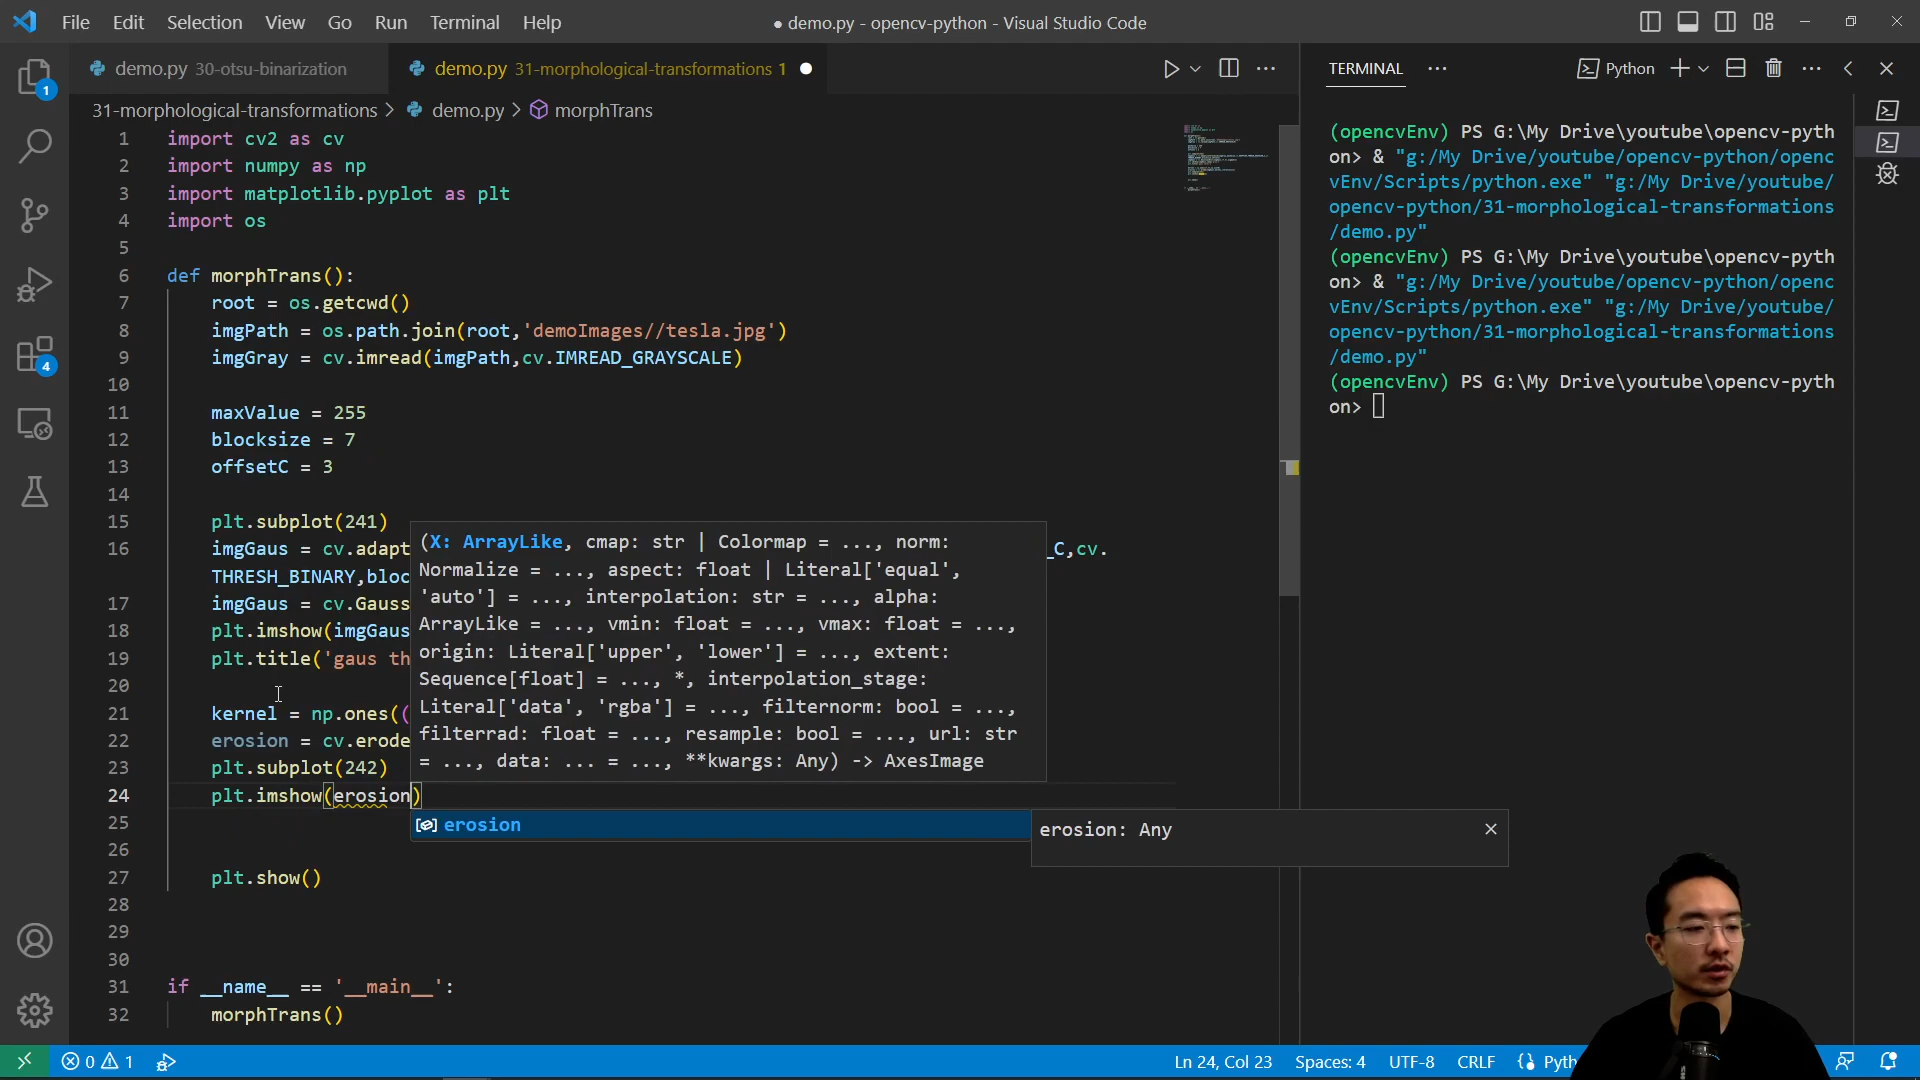 File Edit Selection View Go Run Terminal Help
● demo.py - opencv-python - Visual Studio Code
demo.py 30-otsu-binarization
demo.py 31-morphological-transformations 1
31-morphological-transformations > demo.py > morphTrans
1 import cv2 as cv
2 import numpy as np
3 import matplotlib.pyplot as plt
4 import os
5
6 def morphTrans():
7 root = os.getcwd()
8 imgPath = os.path.join(root,'demoImages//tesla.jpg')
9 imgGray = cv.imread(imgPath,cv.IMREAD_GRAYSCALE)
10
11 maxValue = 255
12 blocksize = 7
13 offsetC = 3
14
15 plt.subplot(241)
16 imgGaus = cv.adapt _C,cv.
THRESH_BINARY,bloc
17 imgGaus = cv.Gauss
18 plt.imshow(imgGaus
19 plt.title('gaus th
20
21 kernel = np.ones((
22 erosion = cv.erode
23 plt.subplot(242)
24 plt.imshow(erosion)
25
26
27 plt.show()
28
29
30
31 if __name__ == '__main__':
32 morphTrans()
(X: ArrayLike, cmap: str | Colormap = ..., norm:
Normalize = ..., aspect: float | Literal['equal',
'auto'] = ..., interpolation: str = ..., alpha:
ArrayLike = ..., vmin: float = ..., vmax: float = ...,
origin: Literal['upper', 'lower'] = ..., extent:
Sequence[float] = ..., *, interpolation_stage:
Literal['data', 'rgba'] = ..., filternorm: bool = ...,
filterrad: float = ..., resample: bool = ..., url: str
= ..., data: ... = ..., **kwargs: Any) -> AxesImage
erosion
erosion: Any
TERMINAL
Python
(opencvEnv) PS G:\My Drive\youtube\opencv-pyth
on> & "g:/My Drive/youtube/opencv-python/openc
vEnv/Scripts/python.exe" "g:/My Drive/youtube/
opencv-python/31-morphological-transformations
/demo.py"
(opencvEnv) PS G:\My Drive\youtube\opencv-pyth
on> & "g:/My Drive/youtube/opencv-python/openc
vEnv/Scripts/python.exe" "g:/My Drive/youtube/
opencv-python/31-morphological-transformations
/demo.py"
(opencvEnv) PS G:\My Drive\youtube\opencv-pyth
on>
1
4
0 1
Ln 24, Col 23 Spaces: 4 UTF-8 CRLF Pyth